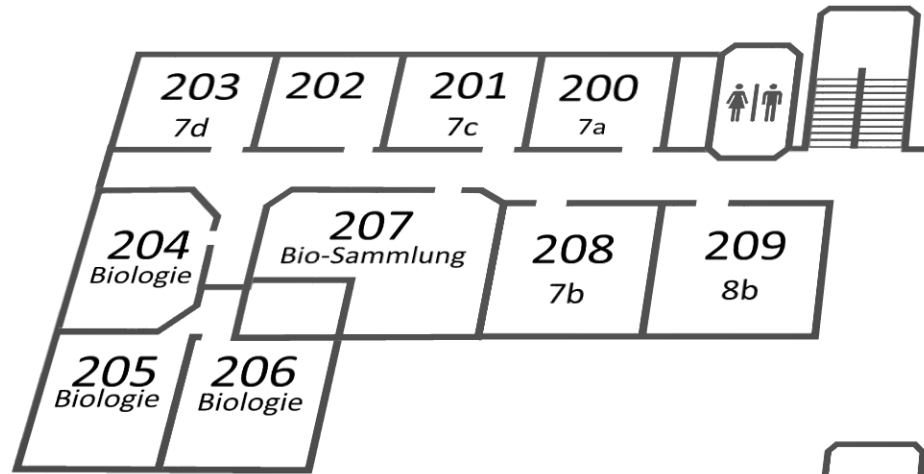 203
7d
202
201
7c
200
7a
204
Biologie
207
Bio-Sammlung
208
7b
209
8b
205
Biologie
206
Biologie